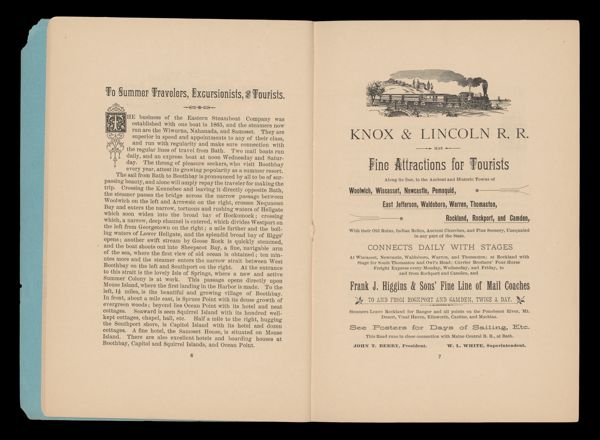 To Summer Travelers, Excursionists, and Tourists.
THE business of the Eastern Steamboat Company was
established with one boat in 1865, and the steamers now
run are the Wiwurna, Nahanada, and Samoset. They are
superior in speed and appointments to any of their class,
and run with regularity and make sure connection with
the regular lines of travel from Bath. Two mail boats run
daily, and an express boat at noon Wednesday and Satur-
day. The throng of pleasure seekers, who visit Boothbay
every year, attest its growing popularity as a summer resort.
The sail from Bath to Boothbay is pronounced by all to be of sur-
passing beauty, and alone will amply repay the traveler for making the
trip. Crossing the Kennebec and leaving it directly opposite Bath,
the steamer passes the bridge across the narrow passage between
Woolwich on the left and Arrowsic on the right, crosses Nequasset
Bay and enters the narrow, tortuous and rushing waters of Hellgate
which soon widen into the broad bay of Hockomock; crossing
which, a narrow, deep channel is entered, which divides Westport on
the left from Georgetown on the right; a mile farther and the boil-
ing waters of Lower Hellgate, and the splendid broad bay of Riggs'
opens; another swift stream by Goose Rock is quickly stemmed,
and the boat shoots out into Sheepscot Bay, a fine, navigable arm
of the sea, where the first view of old ocean is obtained; ten min-
utes more and the steamer enters the narrow strait between West
Boothbay on the left and Southport on the right. At the entrance
to this strait is the lovely Isle of Springs, where a new and active
Summer Colony is at work. This passage opens directly upon
Mouse Island, where the first landing in the Harbor is made. To the
left, 1½ miles, is the beautiful and growing village of Boothbay.
In front, about a mile east, is Spruce Point with its dense growth of
evergreen woods; beyond lies Ocean Point with its hotel and neat
cottages. Seaward is seen Squirrel Island with its hundred well-
kept cottages, chapel, hall, etc. Half a mile to the right, hugging
the Southport shore, is Capitol Island with its hotel and dozen
cottages. A fine hotel, the Samoset House, is situated on Mouse
Island. There are also excellent hotels and boarding houses at
Boothbay, Capitol and Squirrel Islands, and Ocean Point.
6
KNOX & LINCOLN R. R.
HAS
Fine Attractions for Tourists
Along its line, in the Ancient and Historic Towns of
Woolwich, Wiscasset, Newcastle, Pemaquid,
East Jefferson, Waldoboro, Warren, Thomaston,
Rockland, Rockport, and Camden,
With their Old Ruins, Indian Relics, Ancient Churches, and Fine Scenery, Unequaled
in any part of the State.
CONNECTS DAILY WITH STAGES
At Wiscasset, Newcastle, Waldoboro, Warren, and Thomaston; at Rockland with
Stage for South Thomaston and Owl's Head; Carrier Brothers' Four-Horse
Freight Express every Monday, Wednesday, and Friday, to
and from Rockport and Camden, and
Frank J. Higgins & Sons' Fine Line of Mail Coaches
TO AND FROM ROCKPORT AND CAMDEN, TWICE A DAY.
Steamers Leave Rockland for Bangor and all points on the Penobscot River, Mt.
Desert, Vinal Haven, Ellsworth, Castine, and Machias.
See Posters for Days of Sailing, Etc.
This Road runs in close connection with Maine Central R. R., at Bath.
JOHN T. BERRY, President. W. L. WHITE, Superintendent.
7